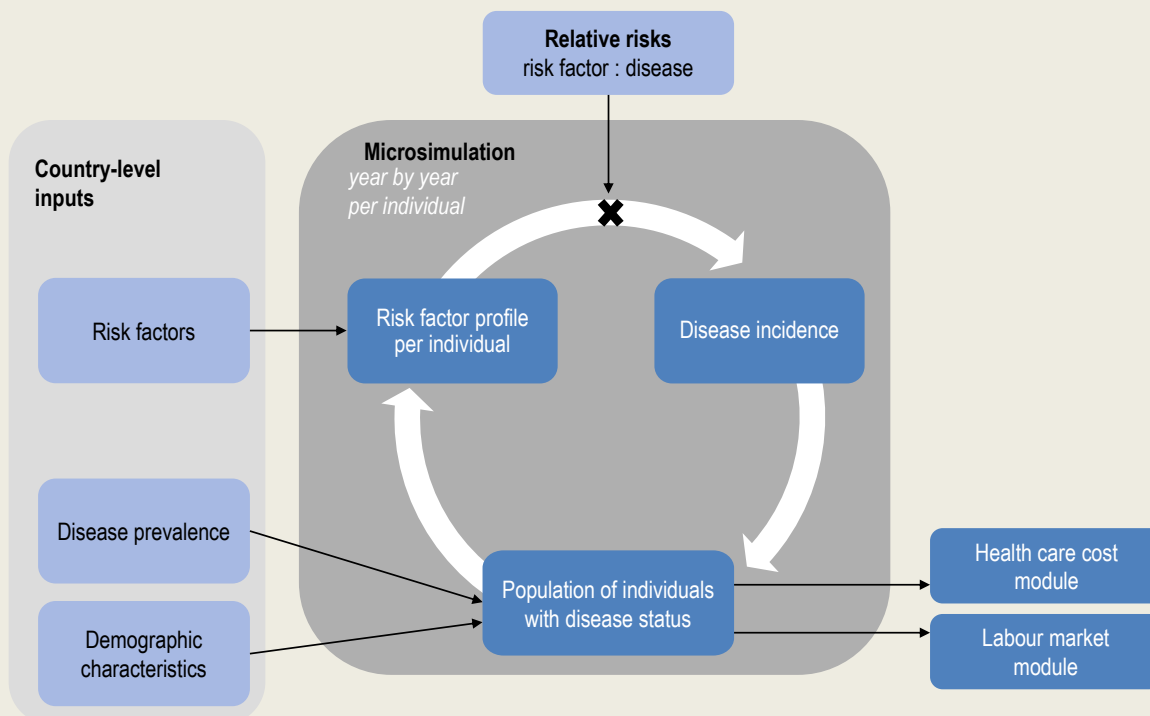 Relative risks
risk factor : disease
Country-level
inputs
Microsimulation
year by year
per individual
Risk factors
Risk factor profile
per individual
Disease incidence
Disease prevalence
Demographic
characteristics
Population of individuals
with disease status
Health care cost
module
Labour market
module